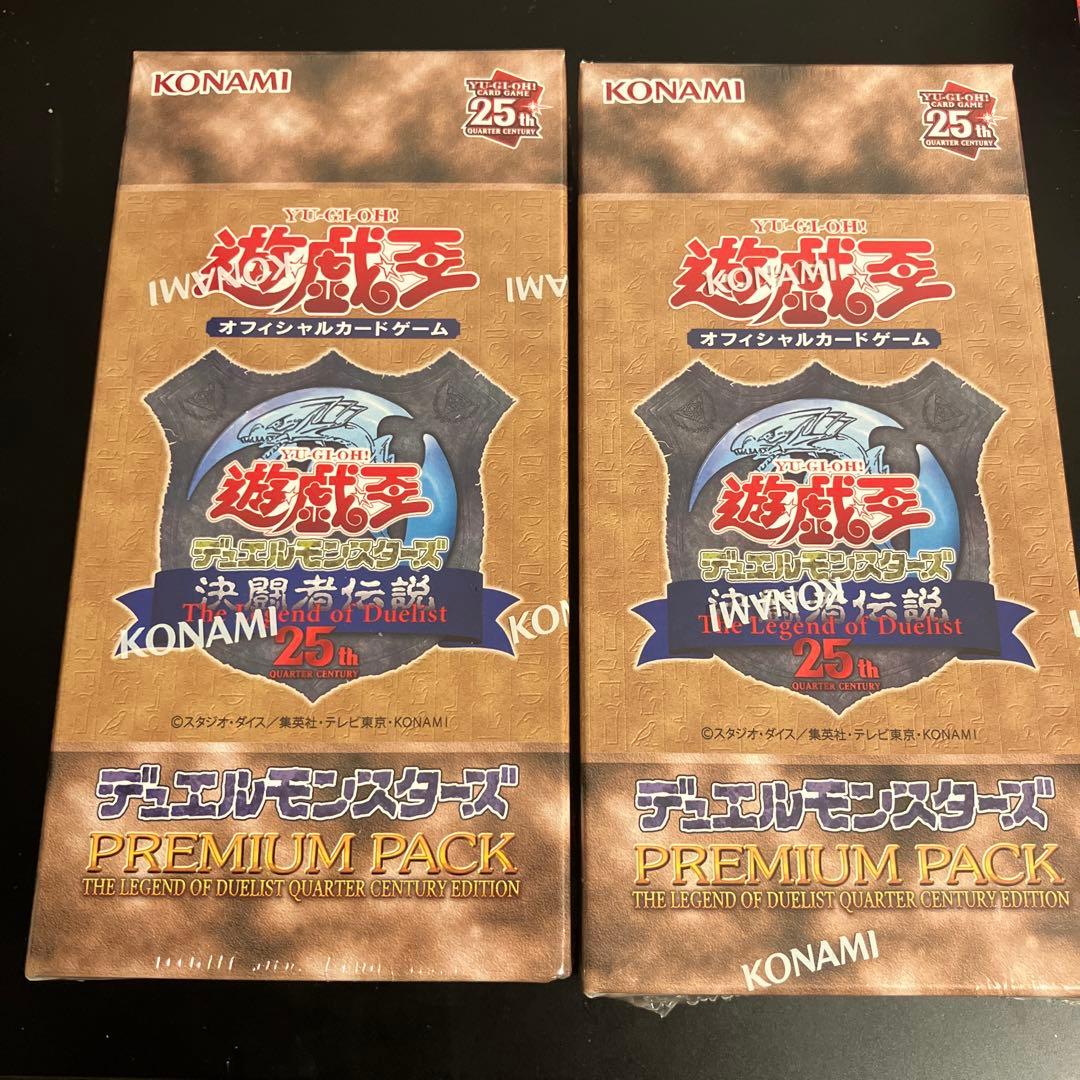 KONAMI
YU-GI-OH!
CARD GAME
25th
QUARTER CENTURY
YU-GI-OH!
遊戯王
KONAMI
オフィシャルカードゲーム
YU-GI-OH!
遊戯王
デュエルモンスターズ
決闘者伝説
The Legend of Duelist
KONAMI
KO
25th
QUARTER CENTURY
©スタジオ・ダイス/集英社・テレビ東京・KONAMI
デュエルモンスターズ
PREMIUM PACK
THE LEGEND OF DUELIST QUARTER CENTURY EDITION
KONAMI
YU-GI-OH!
CARD GAME
25th
QUARTER CENTURY
YU-GI-OH!
遊戯王
KONAMI
オフィシャルカードゲーム
YU-GI-OH!
遊戯王
デュエルモンスターズ
決闘者伝説
KONAMI
The Legend of Duelist
25th
QUARTER CENTURY
©スタジオ・ダイス/集英社・テレビ東京・KONAMI
デュエルモンスターズ
PREMIUM PACK
THE LEGEND OF DUELIST QUARTER CENTURY EDITION
KONAMI